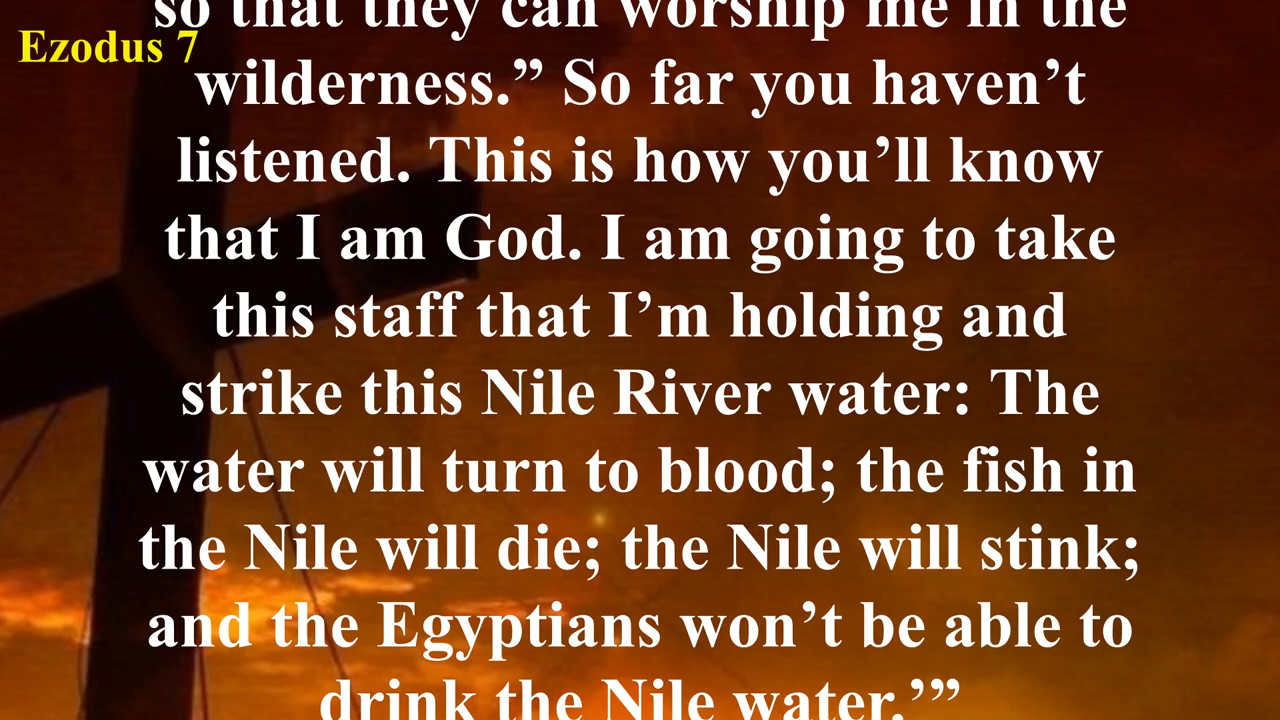 so that they can worship me in the
Ezodus 7
wilderness.” So far you haven’t
listened. This is how you’ll know
that I am God. I am going to take
this staff that I’m holding and
strike this Nile River water: The
water will turn to blood; the fish in
the Nile will die; the Nile will stink;
and the Egyptians won’t be able to
drink the Nile water.’”